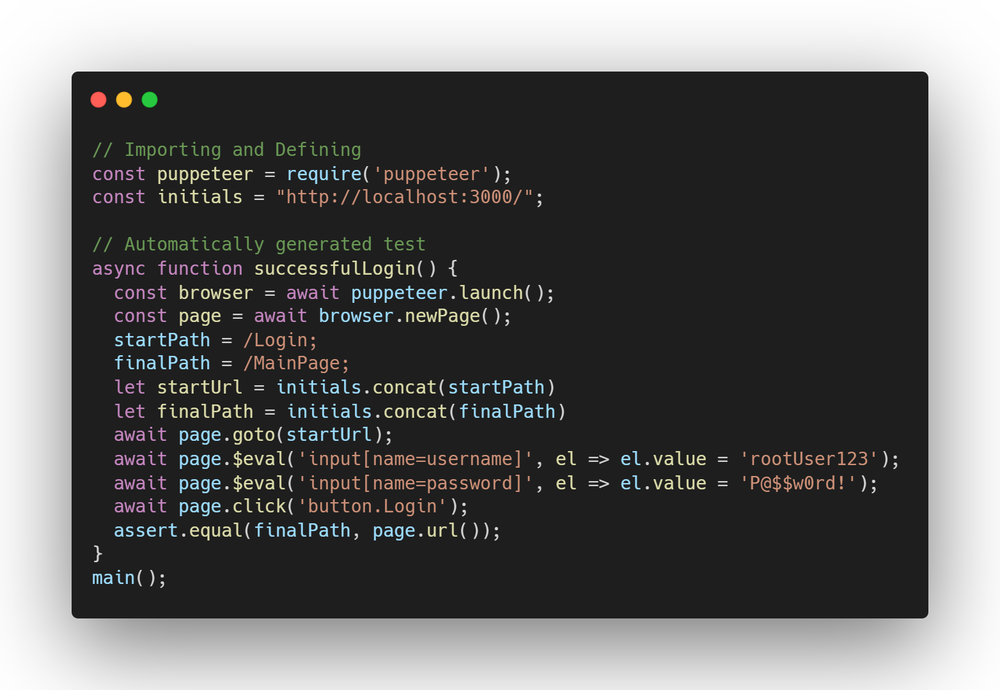 // Importing and Defining
const puppeteer = require('puppeteer');
const initials = "http://localhost:3000/";
// Automatically generated test
async function successfulLogin() {
const browser = await puppeteer.launch();
const page = await browser.newPage();
startPath = /Login;
finalPath = /MainPage;
let startUrl = initials.concat(startPath)
let finalPath = initials.concat(finalPath)
await page.goto(startUrl);
await page.$eval('input[name=username]', el => el.value = 'rootUser123');
await page.$eval('input[name=password]', el => el.value = 'P@$$w0rd!');
await page.click('button.Login');
assert.equal(finalPath, page.url());
}
main();